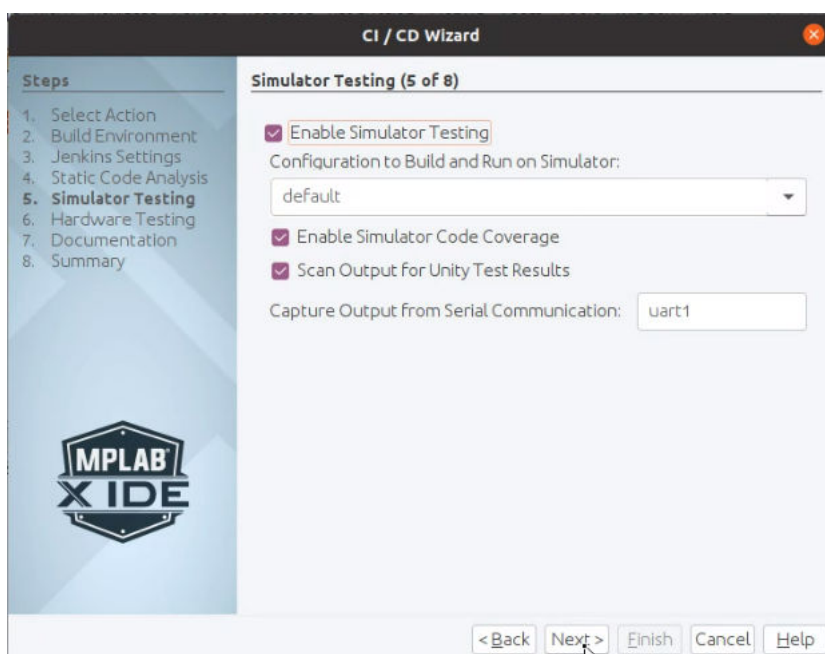 CI / CD Wizard
Steps
1. Select Action
2. Build Environment
3. Jenkins Settings
4. Static Code Analysis
5. Simulator Testing
6. Hardware Testing
7. Documentation
8. Summary
MPLAB
X IDE
Simulator Testing (5 of 8)
Enable Simulator Testing
Configuration to Build and Run on Simulator:
default
Enable Simulator Code Coverage
Scan Output for Unity Test Results
Capture Output from Serial Communication: uart1
< Back Next > Finish Cancel Help